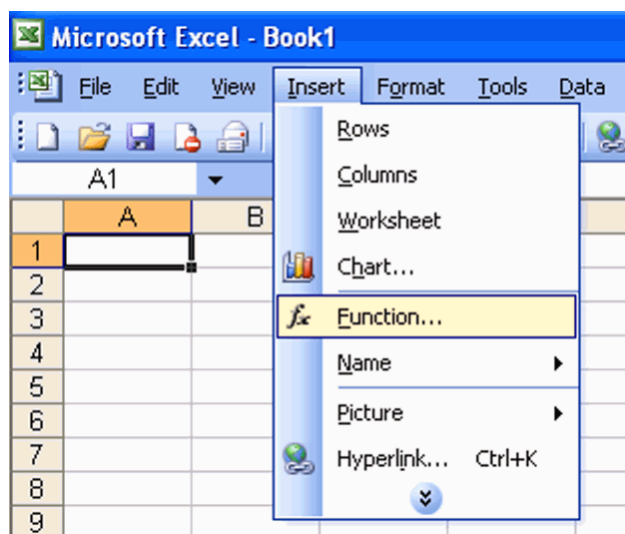 Microsoft Excel - Book1
File Edit View Insert Format Tools Data
A1
Rows
Columns
Worksheet
Chart...
fx Function...
Name
Picture
Hyperlink... Ctrl+K
A B
1
2
3
4
5
6
7
8
9